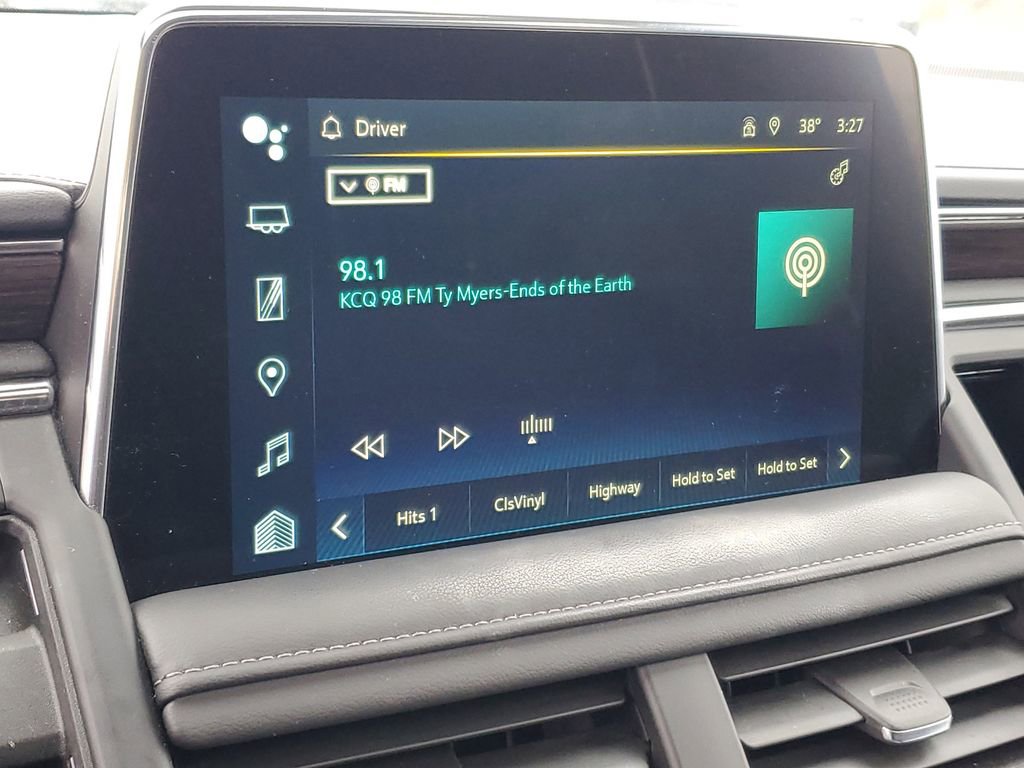 Driver
38° 3:27
FM
98.1
KCQ 98 FM Ty Myers-Ends of the Earth
Hits 1 ClsVinyl Highway Hold to Set Hold to Set